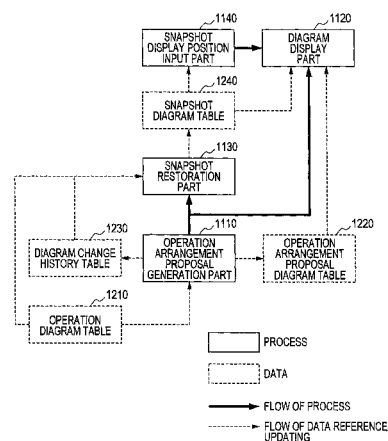 1140
SNAPSHOT
DISPLAY POSITION
INPUT PART
1120
DIAGRAM
DISPLAY
PART
1240
SNAPSHOT
DIAGRAM TABLE
1130
SNAPSHOT
RESTORATION
PART
1230
DIAGRAM CHANGE
HISTORY TABLE
1110
OPERATION
ARRANGEMENT
PROPOSAL
GENERATION PART
1220
OPERATION
ARRANGEMENT
PROPOSAL
DIAGRAM TABLE
1210
OPERATION
DIAGRAM TABLE
PROCESS
DATA
FLOW OF PROCESS
FLOW OF DATA REFERENCE
UPDATING